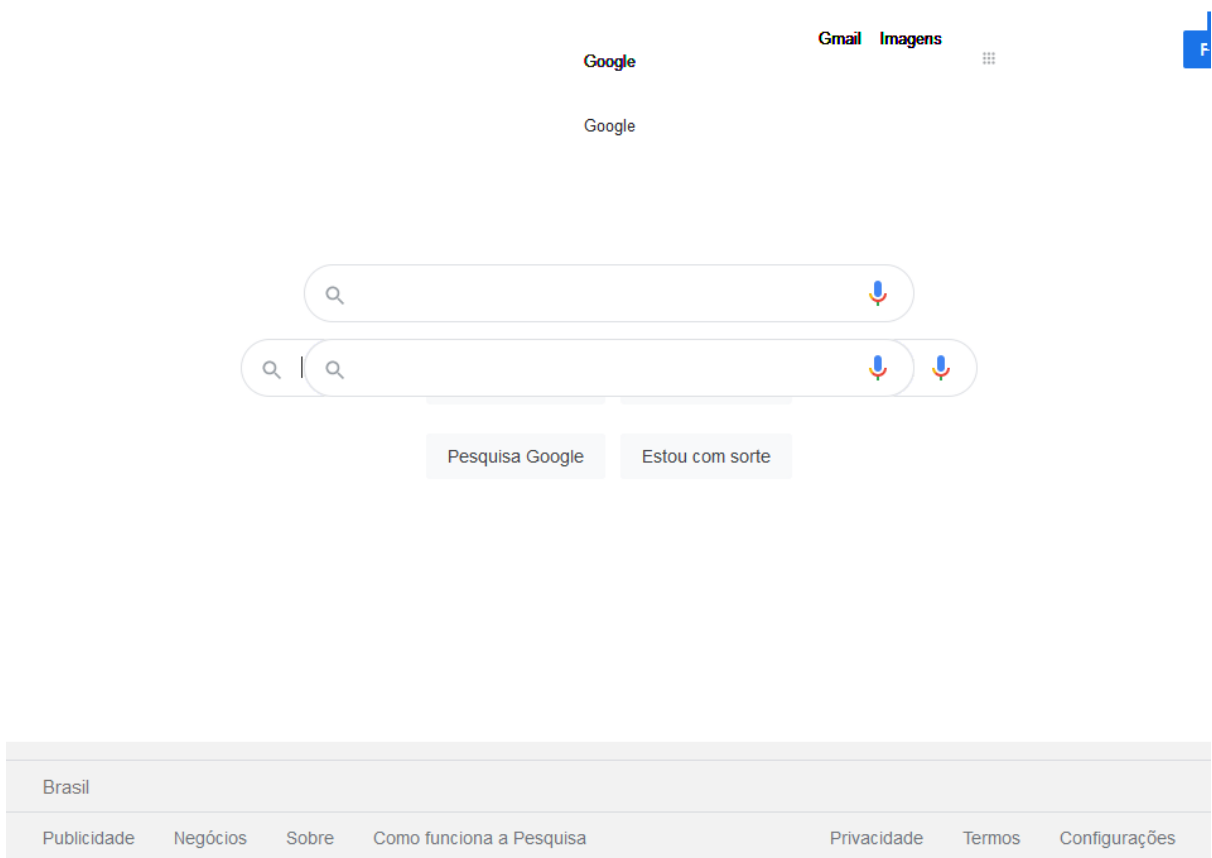 Gmail Imagens
Google
Google
Pesquisa Google Estou com sorte
Brasil
Publicidade Negócios Sobre Como funciona a Pesquisa Privacidade Termos Configurações